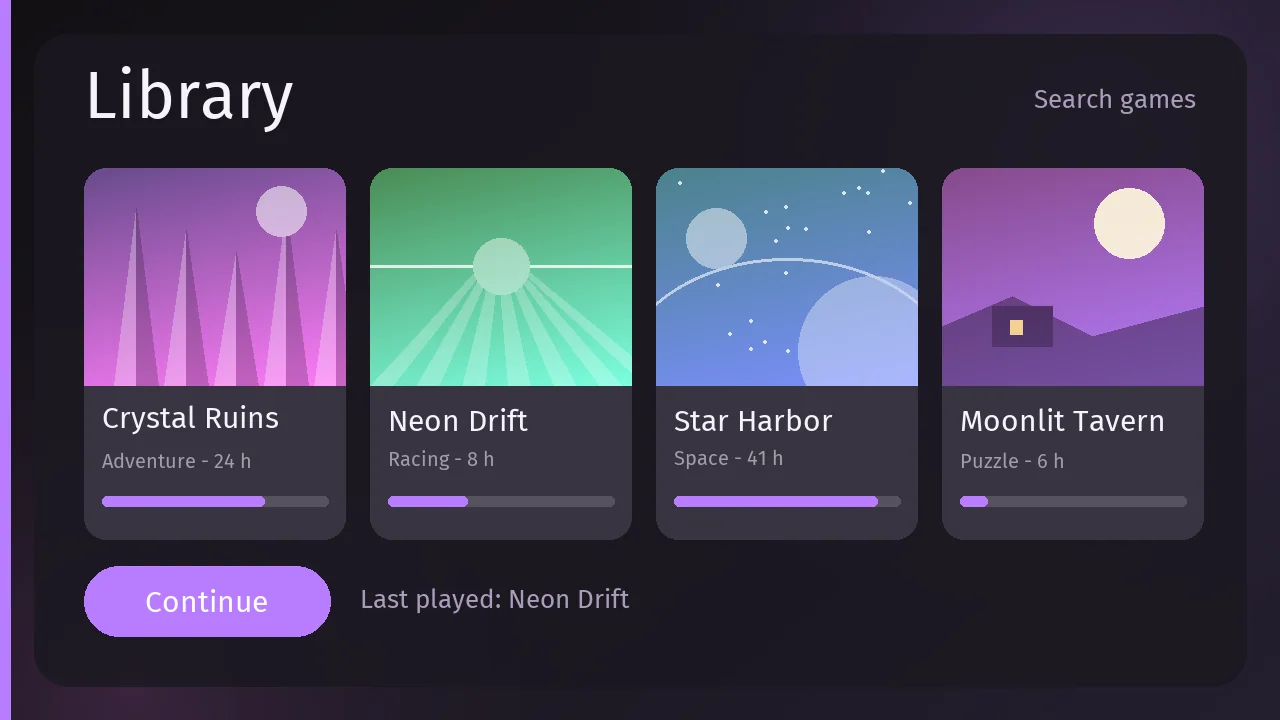 Library
Search games
Crystal Ruins
Adventure - 24 h
Neon Drift
Racing - 8 h
Star Harbor
Space - 41 h
Moonlit Tavern
Puzzle - 6 h
Continue
Last played: Neon Drift